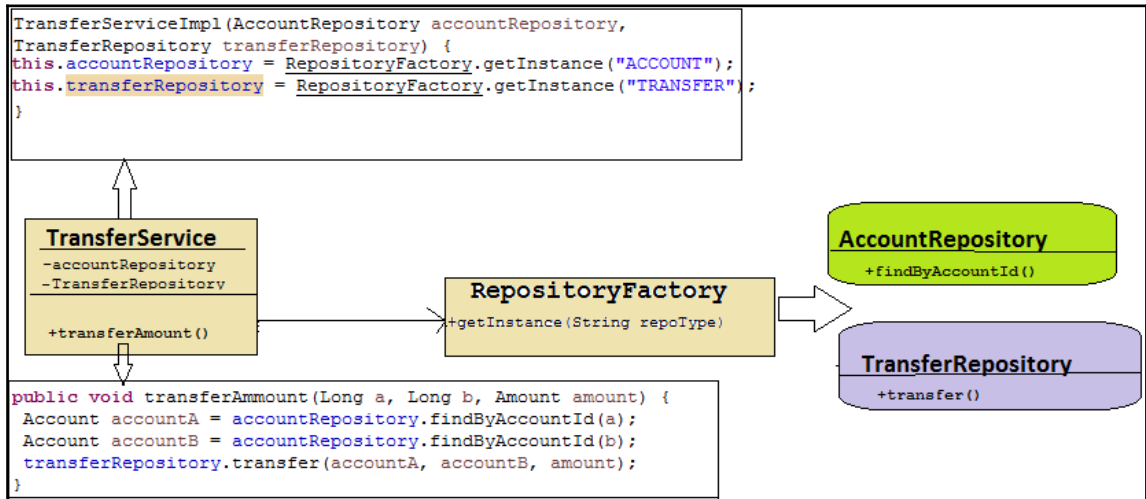 TransferServiceImpl(AccountRepository accountRepository,
TransferRepository transferRepository) {
this.accountRepository = RepositoryFactory.getInstance("ACCOUNT");
this.transferRepository = RepositoryFactory.getInstance("TRANSFER");
}
TransferService
-accountRepository
-TransferRepository
+transferAmount()
RepositoryFactory
+getInstance(String repoType)
AccountRepository
+findByAccountId()
TransferRepository
+transfer()
public void transferAmmount(Long a, Long b, Amount amount) {
Account accountA = accountRepository.findByAccountId(a);
Account accountB = accountRepository.findByAccountId(b);
transferRepository.transfer(accountA, accountB, amount);
}